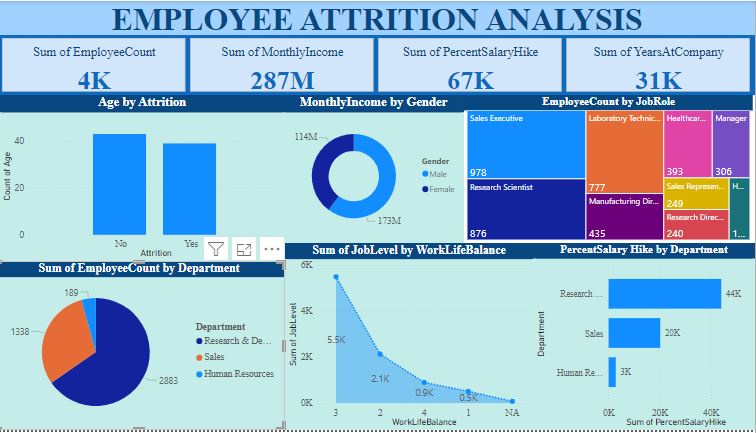 EMPLOYEE ATTRITION ANALYSIS
Sum of EmployeeCount
4K
Sum of MonthlyIncome
287M
Sum of PercentSalaryHike
67K
Sum of YearsAtCompany
31K
Age by Attrition
Count of Age
40
20
0
No
Yes
Attrition
MonthlyIncome by Gender
114M
173M
Gender
Male
Female
EmployeeCount by JobRole
Sales Executive
978
Research Scientist
876
Laboratory Technic...
777
Manufacturing Dir...
435
Healthcar...
393
Manager
306
Sales Represen...
249
Research Direc...
240
H...
1...
Sum of EmployeeCount by Department
189
1338
2883
Department
Research & De...
Sales
Human Resources
Sum of JobLevel by WorkLifeBalance
Sum of JobLevel
6K
4K
2K
0K
5.5K
2.1K
0.9K
0.5K
3
2
4
1
NA
WorkLifeBalance
PercentSalary Hike by Department
Department
Research ...
44K
Sales
20K
Human Re...
3K
0K
20K
40K
Sum of PercentSalaryHike